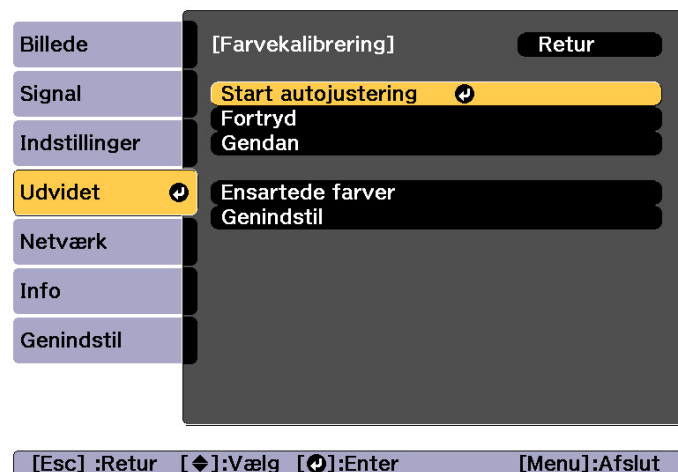 Billede
Signal
Indstillinger
Udvidet
Netværk
Info
Genindstil
[Farvekalibrering] Retur
Start autojustering
Fortryd
Gendan
Ensartede farver
Genindstil
[Esc] :Retur [◆]:Vælg [⏎]:Enter [Menu]:Afslut